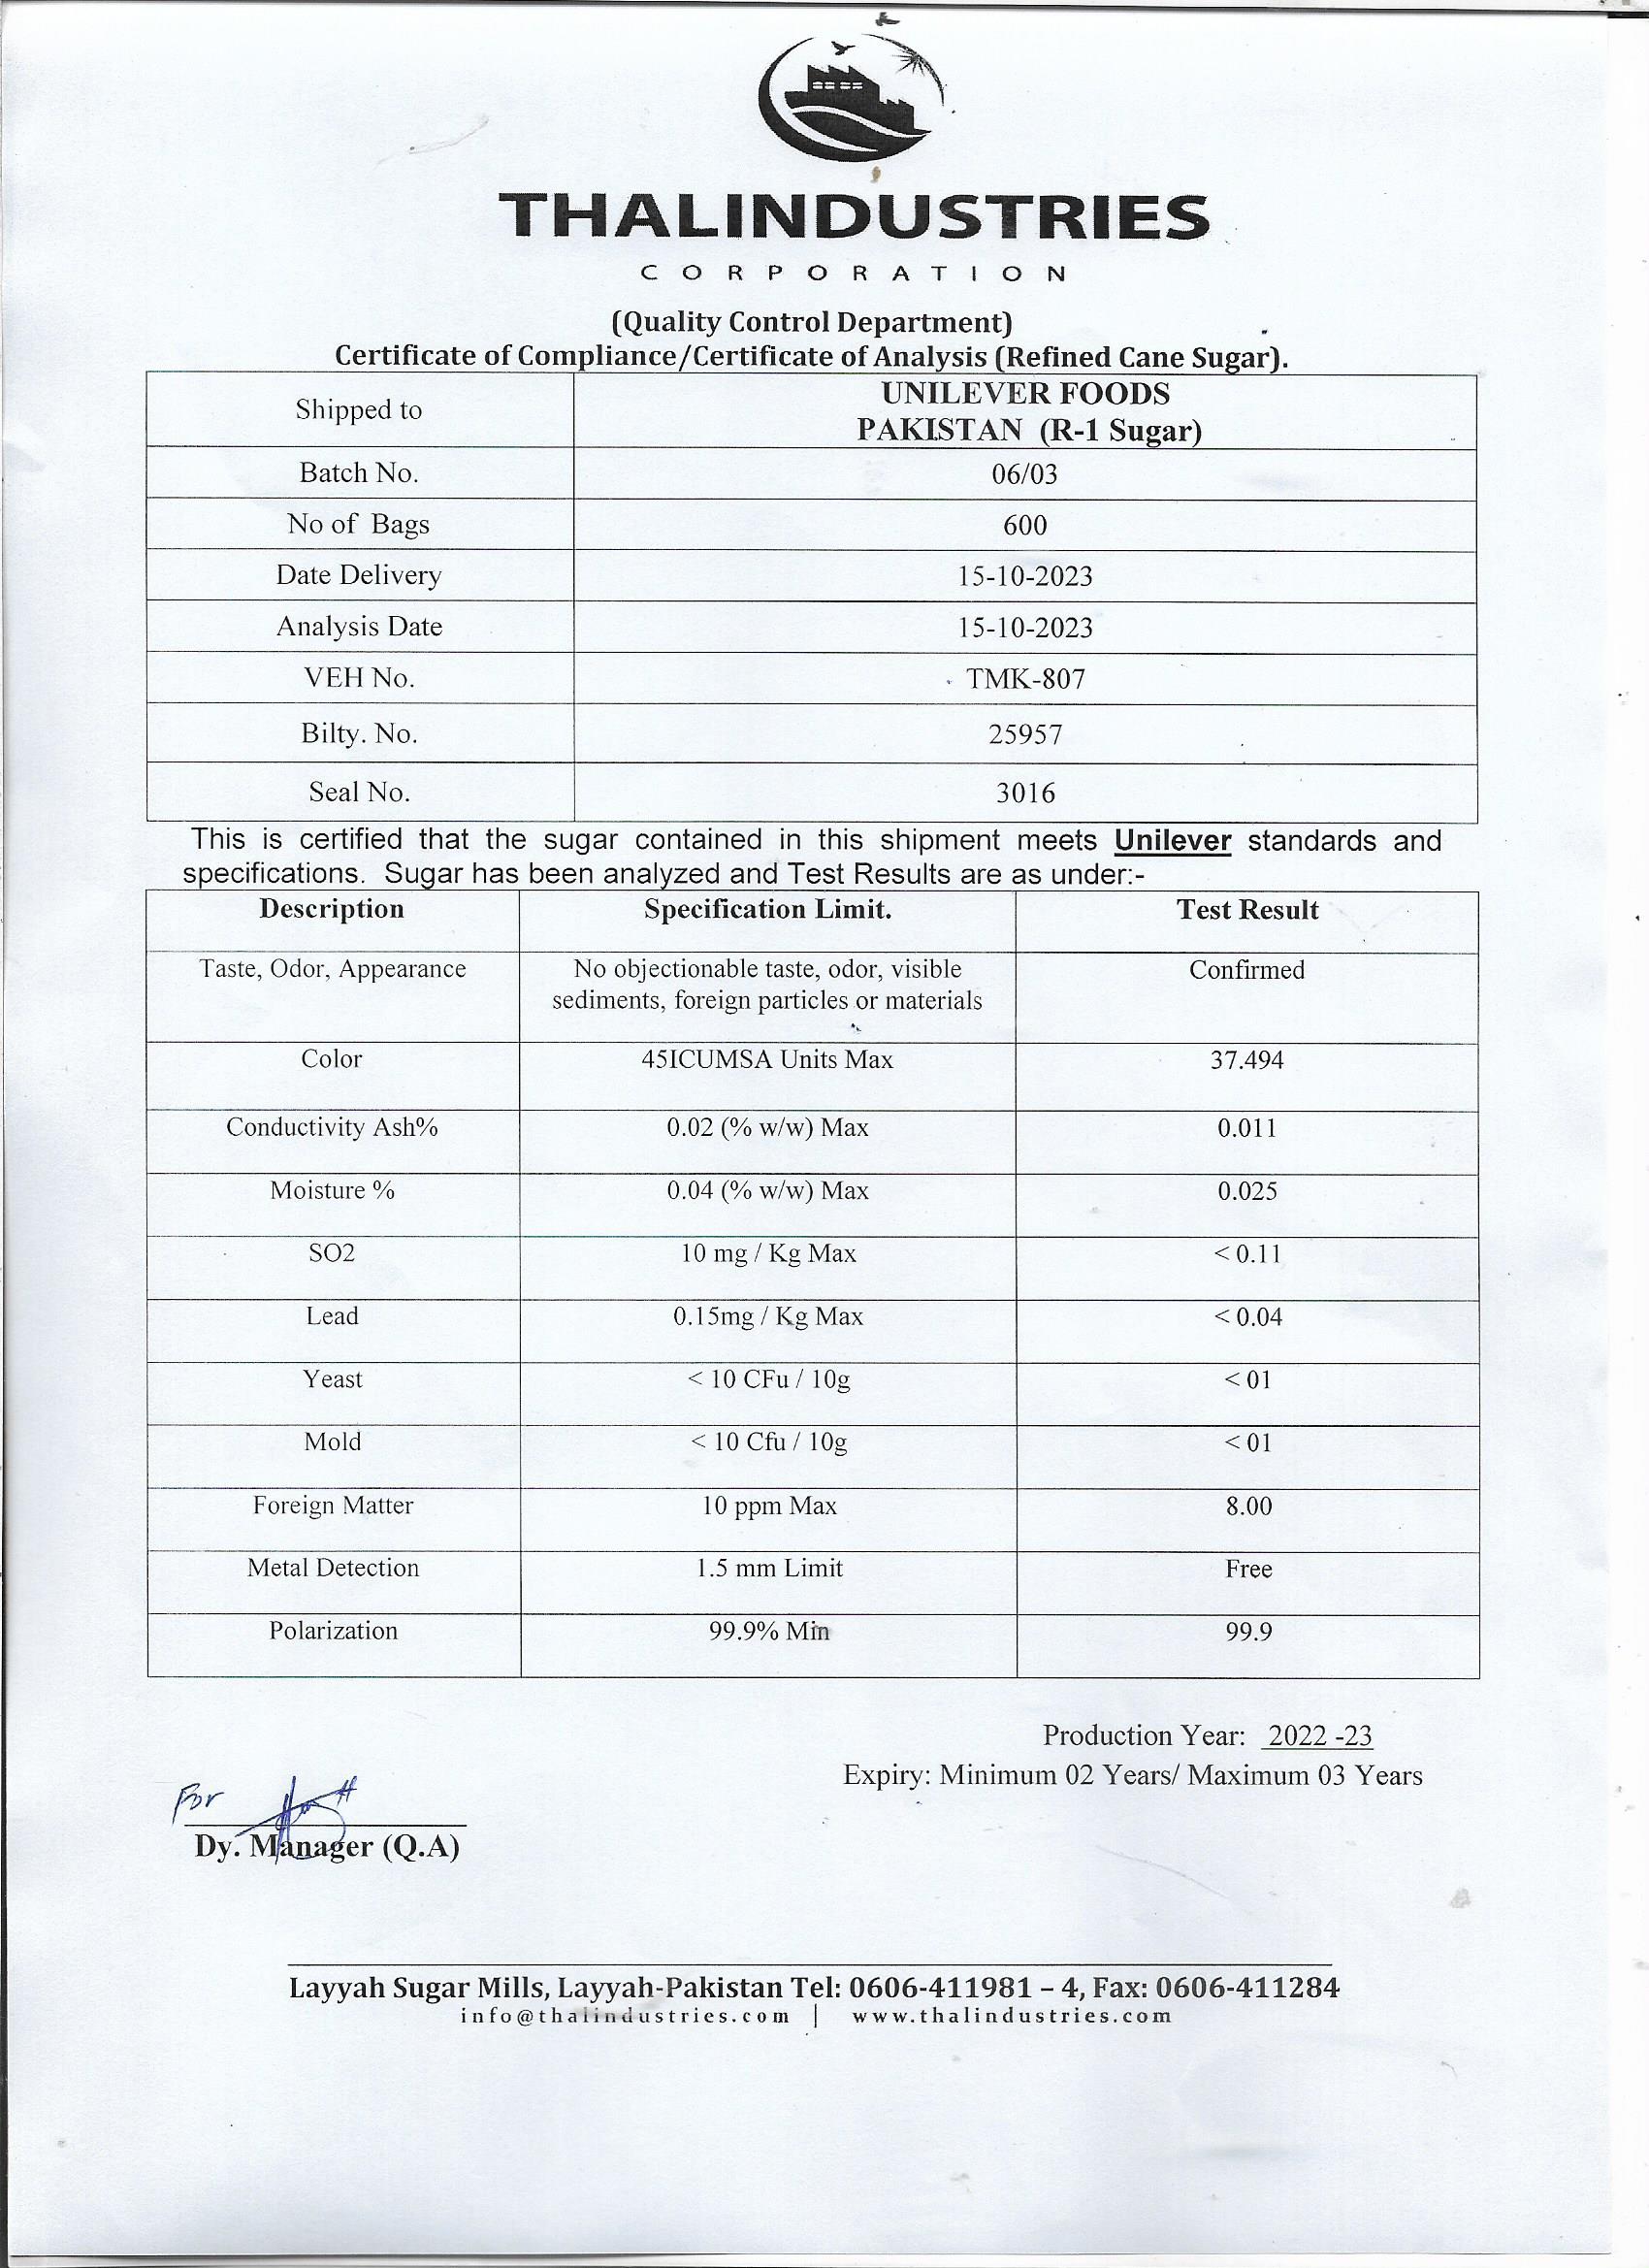 THALINDUSTRIES
CORPORATION
(Quality Control Department)
Certificate of Compliance/Certificate of Analysis (Refined Cane Sugar).
Shipped to UNILEVER FOODS
PAKISTAN (R-1 Sugar)
Batch No. 06/03
No of Bags 600
Date Delivery 15-10-2023
Analysis Date 15-10-2023
VEH No. TMK-807
Bilty. No. 25957
Seal No. 3016
This is certified that the sugar contained in this shipment meets Unilever standards and
specifications. Sugar has been analyzed and Test Results are as under:-
Description Specification Limit. Test Result
Taste, Odor, Appearance No objectionable taste, odor, visible Confirmed
sediments, foreign particles or materials
Color 45ICUMSA Units Max 37.494
Conductivity Ash% 0.02 (% w/w) Max 0.011
Moisture % 0.04 (% w/w) Max 0.025
SO2 10 mg / Kg Max < 0.11
Lead 0.15mg / Kg Max < 0.04
Yeast < 10 CFu / 10g < 01
Mold < 10 Cfu / 10g < 01
Foreign Matter 10 ppm Max 8.00
Metal Detection 1.5 mm Limit Free
Polarization 99.9% Min 99.9
Production Year: 2022 -23
Expiry: Minimum 02 Years/ Maximum 03 Years
For
Dy. Manager (Q.A)
Layyah Sugar Mills, Layyah-Pakistan Tel: 0606-411981 – 4, Fax: 0606-411284
info@thalindustries.com | www.thalindustries.com